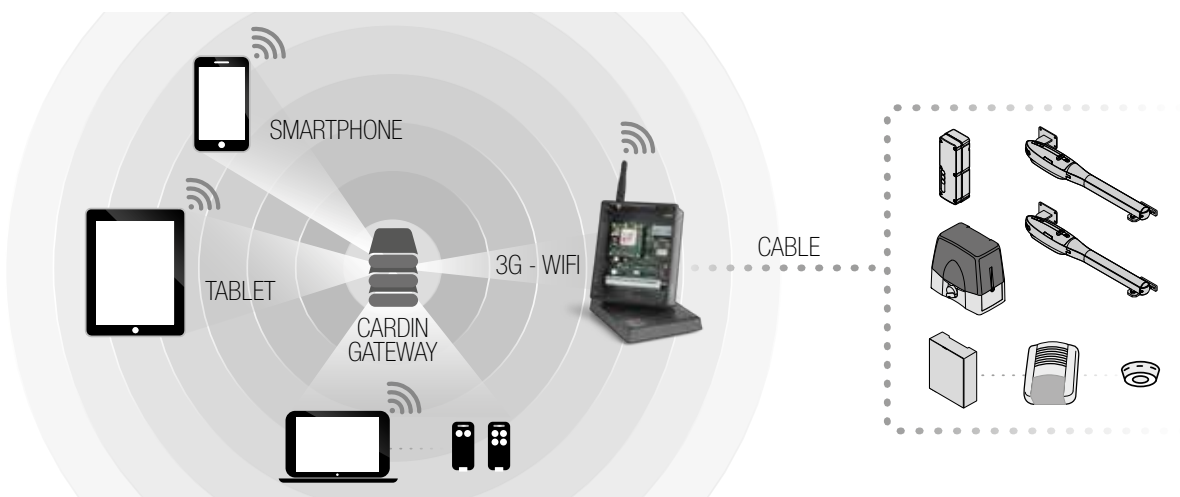 SMARTPHONE
TABLET
CARDIN
GATEWAY
3G - WIFI
CABLE